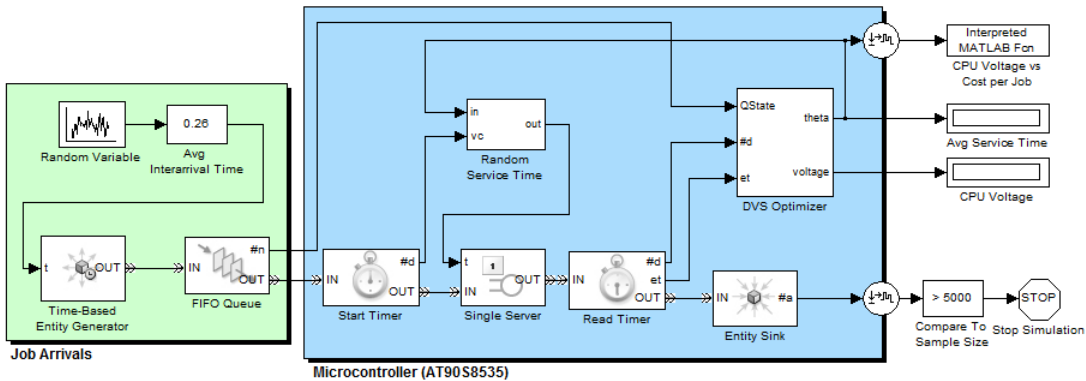 Random Variable
0.26
Avg
Interarrival Time
t
OUT
Time-Based
Entity Generator
IN
#n
OUT
FIFO Queue
Job Arrivals
IN
#d
OUT
Start Timer
in
vc
out
Random
Service Time
t
1
IN
OUT
Single Server
IN
#d
et
OUT
Read Timer
QState
#d
et
theta
voltage
DVS Optimizer
IN
#a
Entity Sink
Microcontroller (AT90S8535)
Interpreted
MATLAB Fcn
CPU Voltage vs
Cost per Job
Avg Service Time
CPU Voltage
> 5000
Compare To
Sample Size
STOP
Stop Simulation